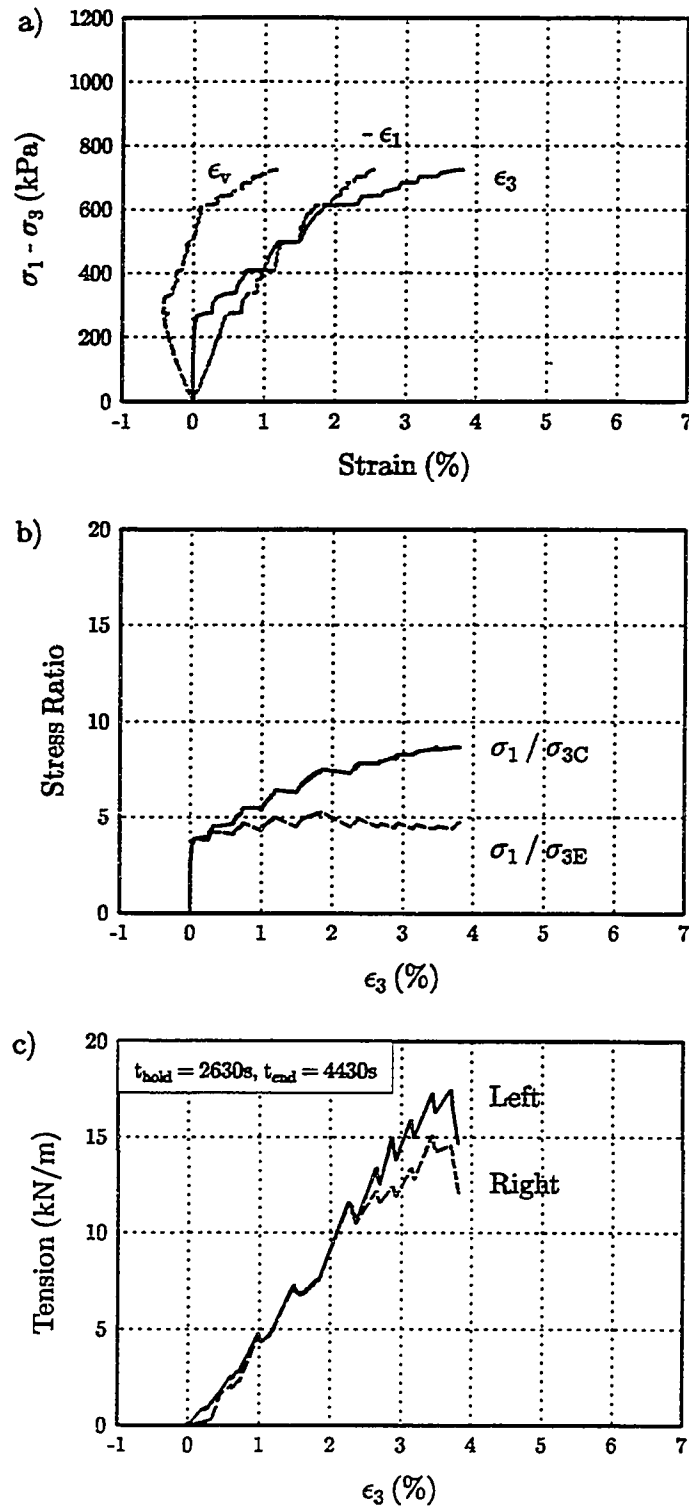 a)
1200
1000
800
600
400
200
0
σ₁ - σ₃ (kPa)
ϵᵥ
- ϵ₁
ϵ₃
-1 0 1 2 3 4 5 6 7
Strain (%)
b)
20
15
10
5
0
Stress Ratio
σ₁ / σ₃C
σ₁ / σ₃E
-1 0 1 2 3 4 5 6 7
ϵ₃ (%)
c)
20
15
10
5
0
Tension (kN/m)
t_hold = 2630s, t_end = 4430s
Left
Right
-1 0 1 2 3 4 5 6 7
ϵ₃ (%)